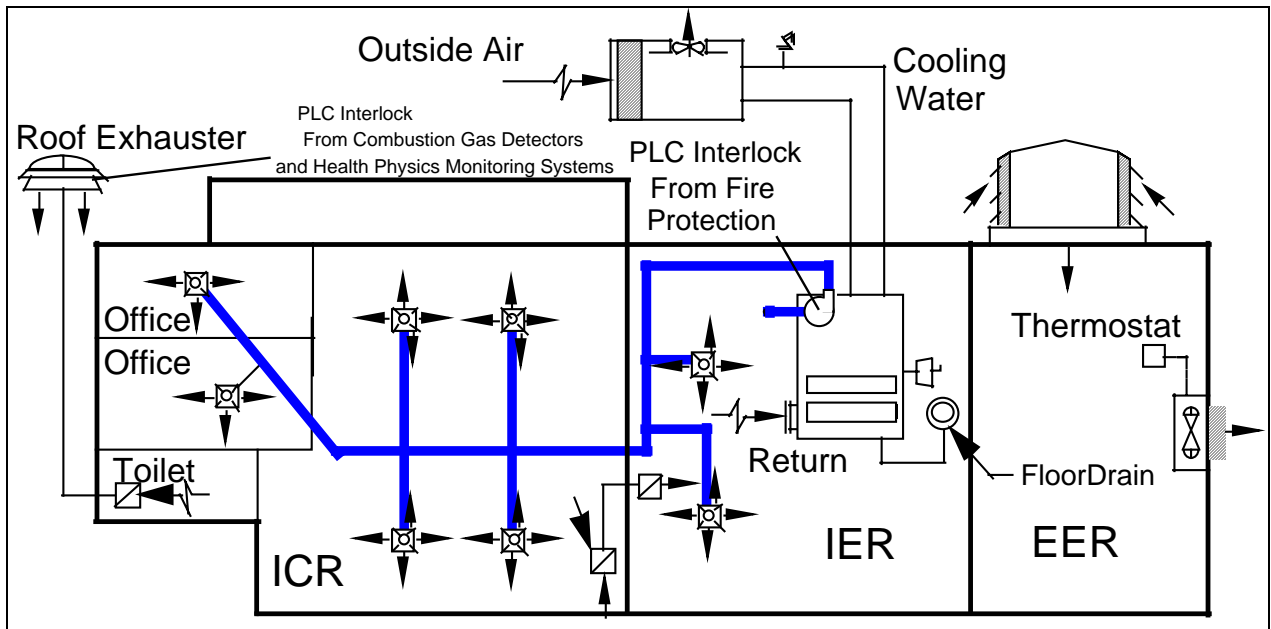 Outside Air
Cooling
Water
PLC Interlock
From Combustion Gas Detectors
and Health Physics Monitoring Systems
Roof Exhauster
PLC Interlock
From Fire
Protection
Office
Office
Thermostat
Toilet
Return
FloorDrain
ICR
IER
EER